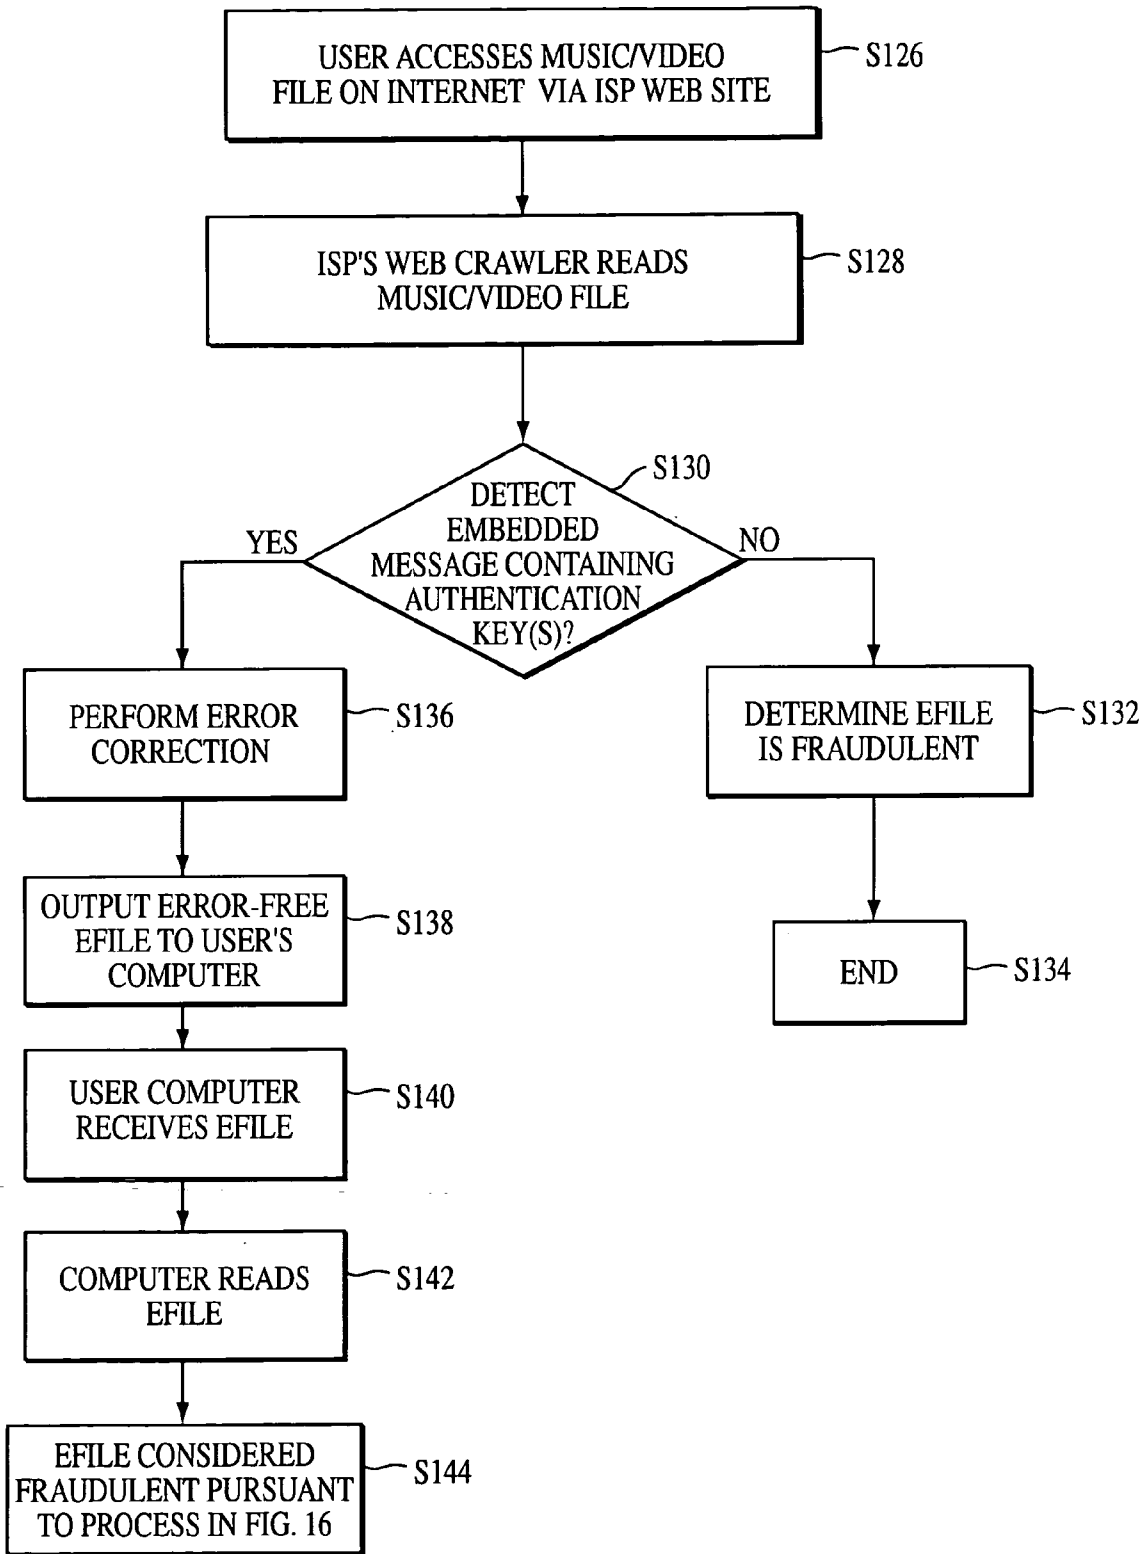 USER ACCESSES MUSIC/VIDEO
FILE ON INTERNET VIA ISP WEB SITE
S126
ISP'S WEB CRAWLER READS
MUSIC/VIDEO FILE
S128
DETECT
EMBEDDED
MESSAGE CONTAINING
AUTHENTICATION
KEY(S)?
S130
YES
NO
PERFORM ERROR
CORRECTION
S136
DETERMINE EFILE
IS FRAUDULENT
S132
OUTPUT ERROR-FREE
EFILE TO USER'S
COMPUTER
S138
END
S134
USER COMPUTER
RECEIVES EFILE
S140
COMPUTER READS
EFILE
S142
EFILE CONSIDERED
FRAUDULENT PURSUANT
TO PROCESS IN FIG. 16
S144